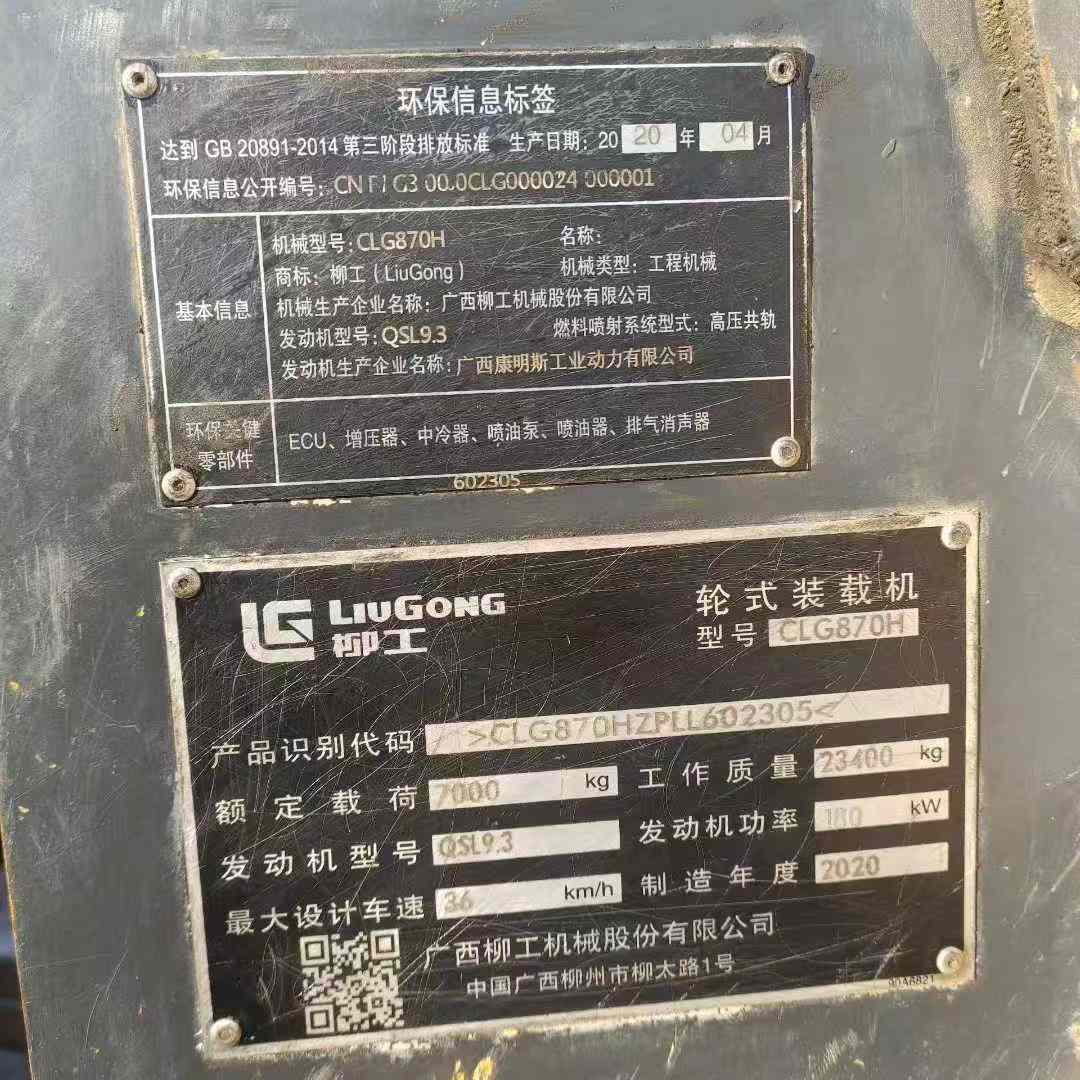 环保信息标签
达到 GB 20891-2014 第三阶段排放标准 生产日期: 20 20 年 04 月
环保信息公开编号: CLG000024 000001
基本信息
机械型号: CLG870H 名称:
商标: 柳工 (LiuGong) 机械类型: 工程机械
机械生产企业名称: 广西柳工机械股份有限公司
发动机型号: QSL9.3 燃料喷射系统型式: 高压共轨
发动机生产企业名称: 广西康明斯工业动力有限公司
环保关键零部件
ECU、增压器、中冷器、喷油泵、喷油器、排气消声器
602305
LG LIUGONG 柳工
轮式装载机
型号 CLG870H
产品识别代码 >CLG870HZPLL602305<
额定载荷 7000 kg 工作质量 23400 kg
发动机型号 QSL9.3 发动机功率 180 kW
最大设计车速 36 km/h 制造年度 2020
广西柳工机械股份有限公司
中国广西柳州市柳太路1号